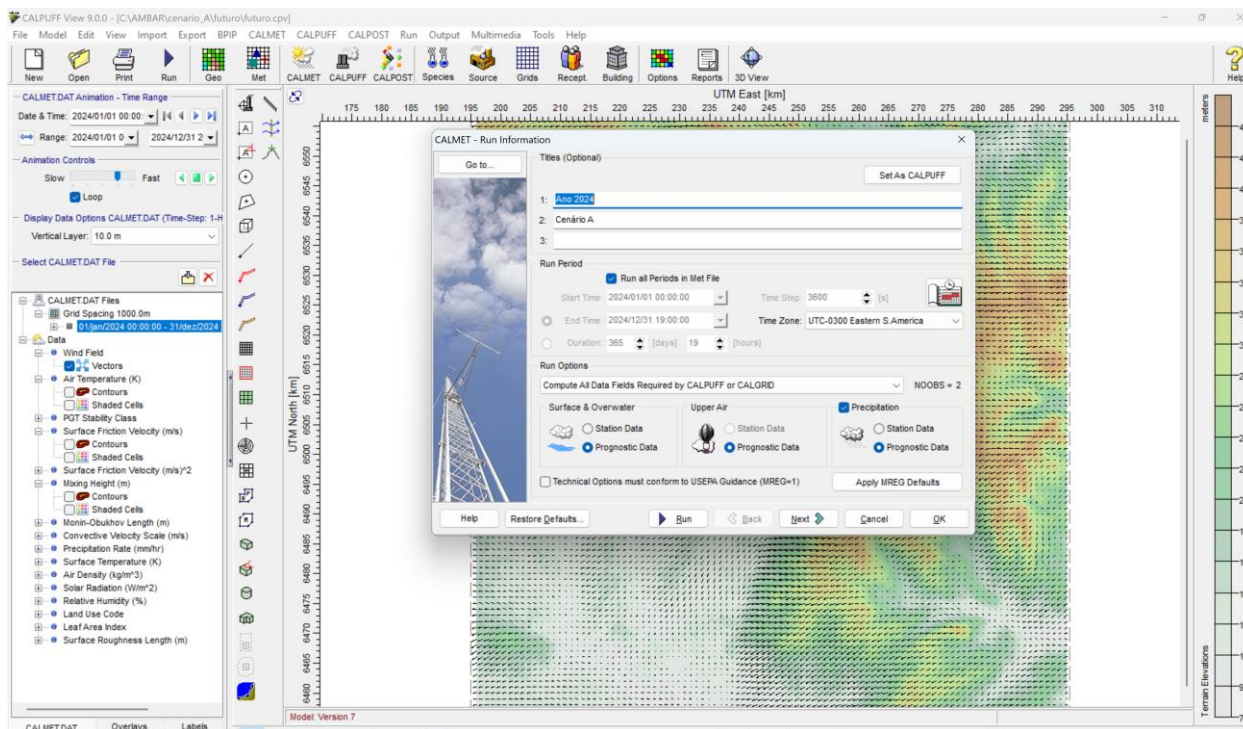 CALPUFF View 9.0.0 - [C:\AMBAR\cenario_A\futuro\futuro.cpv]
File Model Edit View Import Export BPIP CALMET CALPUFF CALPOST Run Output Multimedia Tools Help
New Open Print Run Geo Met CALMET CALPUFF CALPOST Species Source Grids Recept. Building Options Reports 3D View Help
CALMET.DAT Animation - Time Range
Date & Time: 2024/01/01 00:00:
Range: 2024/01/01 0 2024/12/31 2
Animation Controls
Slow Fast
Loop
Display Data Options CALMET.DAT (Time-Step: 1-H
Vertical Layer: 10.0 m
Select CALMET.DAT File
CALMET.DAT Files
Grid Spacing 1000.0m
01/jan/2024 00:00:00 - 31/dez/2024
Data
Wind Field
Vectors
Air Temperature (K)
Contours
Shaded Cells
PGT Stability Class
Surface Friction Velocity (m/s)
Contours
Shaded Cells
Surface Friction Velocity (m/s)^2
Mixing Height (m)
Contours
Shaded Cells
Monin-Obukhov Length (m)
Convective Velocity Scale (m/s)
Precipitation Rate (mm/hr)
Surface Temperature (K)
Air Density (kg/m^3)
Solar Radiation (W/m^2)
Relative Humidity (%)
Land Use Code
Leaf Area Index
Surface Roughness Length (m)
CALMET.DAT Overlays Labels
UTM East [km]
175 180 185 190 195 200 205 210 215 220 225 230 235 240 245 250 255 260 265 270 275 280 285 290 295 300 305 310
UTM North [km]
6550
6545
6540
6535
6530
6525
6520
6515
6510
6505
6500
6495
6490
6485
6480
6475
6470
6465
6460
CALMET - Run Information
Go to...
Titles (Optional)
Set As CALPUFF
1: Ano 2024
2: Cenário A
3:
Run Period
Run all Periods in Met File
Start Time: 2024/01/01 00:00:00 Time Step: 3600 [s]
End Time: 2024/12/31 19:00:00 Time Zone: UTC-0300 Eastern S.America
Duration: 365 [days] 19 [hours]
Run Options
Compute All Data Fields Required by CALPUFF or CALGRID NOOBS = 2
Surface & Overwater Upper Air Precipitation
Station Data Station Data Station Data
Prognostic Data Prognostic Data Prognostic Data
Technical Options must conform to USEPA Guidance (MREG=1) Apply MREG Defaults
Help Restore Defaults... Run Back Next Cancel OK
Model: Version 7
meters
Terrain Elevations